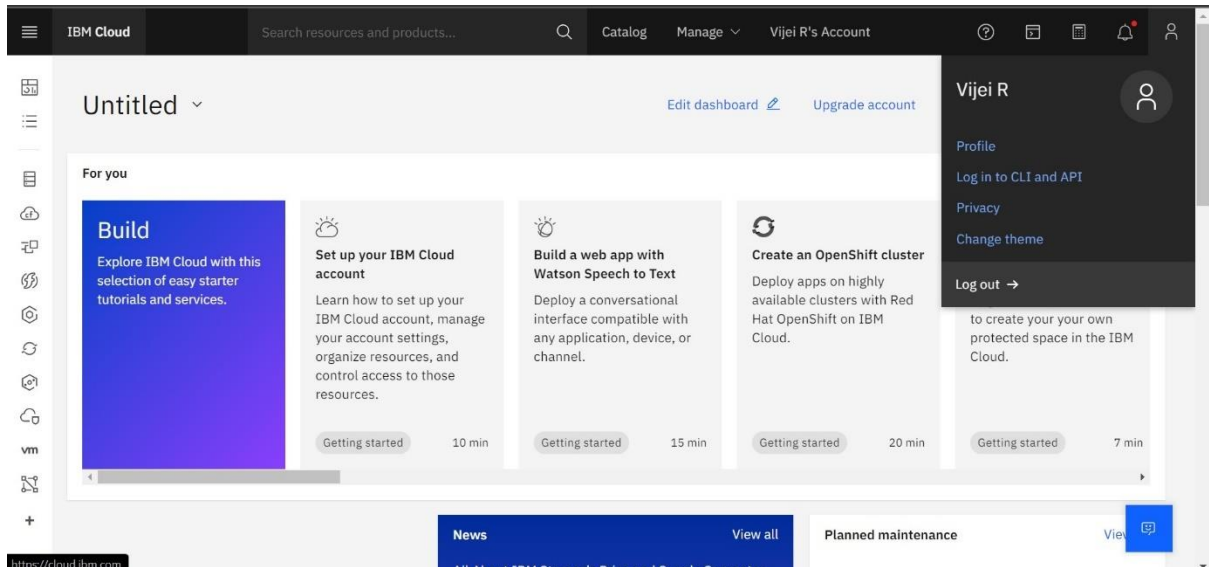 IBM Cloud
Search resources and products...
Catalog
Manage
Vijei R's Account
Untitled
Edit dashboard
Upgrade account
Vijei R
Profile
Log in to CLI and API
Privacy
Change theme
Log out →
For you
Build
Explore IBM Cloud with this
selection of easy starter
tutorials and services.
Set up your IBM Cloud
account
Learn how to set up your
IBM Cloud account, manage
your account settings,
organize resources, and
control access to those
resources.
Getting started
10 min
Build a web app with
Watson Speech to Text
Deploy a conversational
interface compatible with
any application, device, or
channel.
Getting started
15 min
Create an OpenShift cluster
Deploy apps on highly
available clusters with Red
Hat OpenShift on IBM
Cloud.
Getting started
20 min
to create your your own
protected space in the IBM
Cloud.
Getting started
7 min
vm
News
View all
Planned maintenance
https://cloud.ibm.com